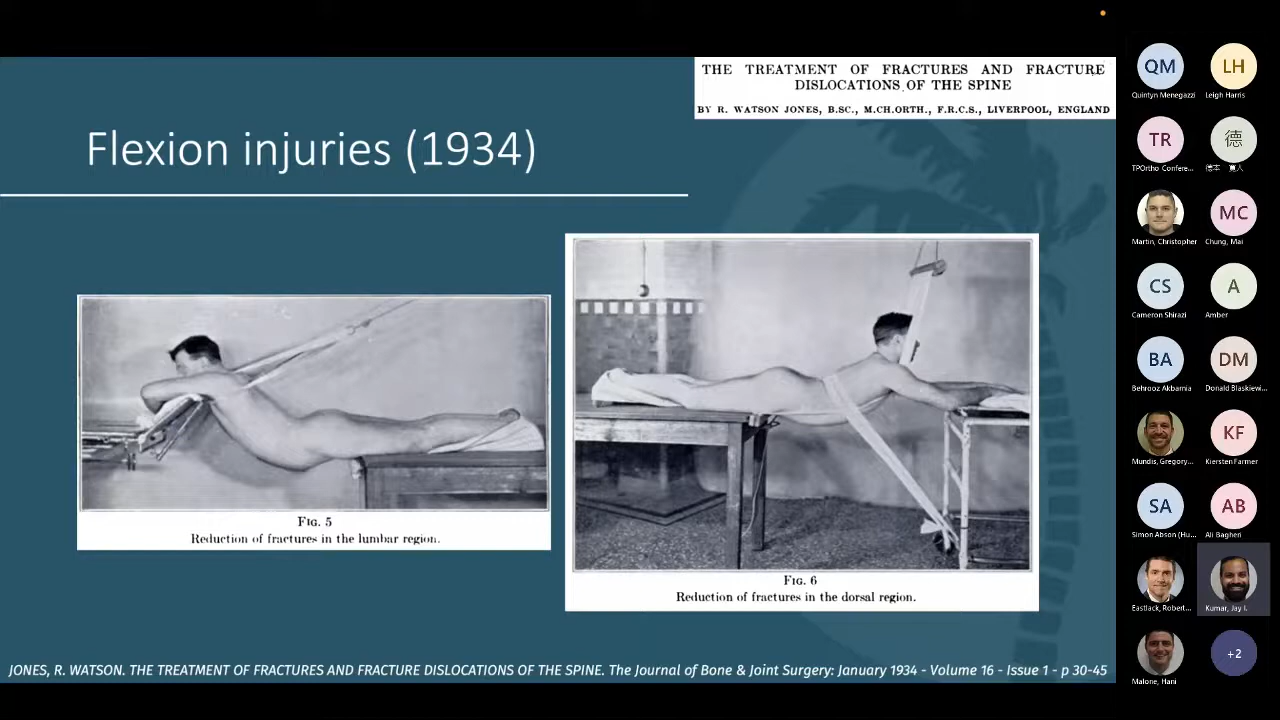 THE TREATMENT OF FRACTURES AND FRACTURE
DISLOCATIONS OF THE SPINE
BY R. WATSON JONES, B.SC., M.CH.ORTH., F.R.C.S., LIVERPOOL, ENGLAND
Flexion injuries (1934)
FIG. 5
Reduction of fractures in the lumbar region.
FIG. 6
Reduction of fractures in the dorsal region.
JONES, R. WATSON. THE TREATMENT OF FRACTURES AND FRACTURE DISLOCATIONS OF THE SPINE. The Journal of Bone & Joint Surgery: January 1934 - Volume 16 - Issue 1 - p 30-45
QM
Quintyn Menegazzi
LH
Leigh Harris
TR
TPOrtho Confere...
德
Martin, Christopher
MC
Chung, Mai
CS
Cameron Shirazi
A
Amber
BA
Behrooz Akbarnia
DM
Donald Blaskiewi...
Mundis, Gregory...
KF
Kiersten Farmer
SA
Simon Abson (Hu...
AB
Ali Bagheri
Eastlack, Robert...
Kumar, Jay I.
Malone, Hani
+2